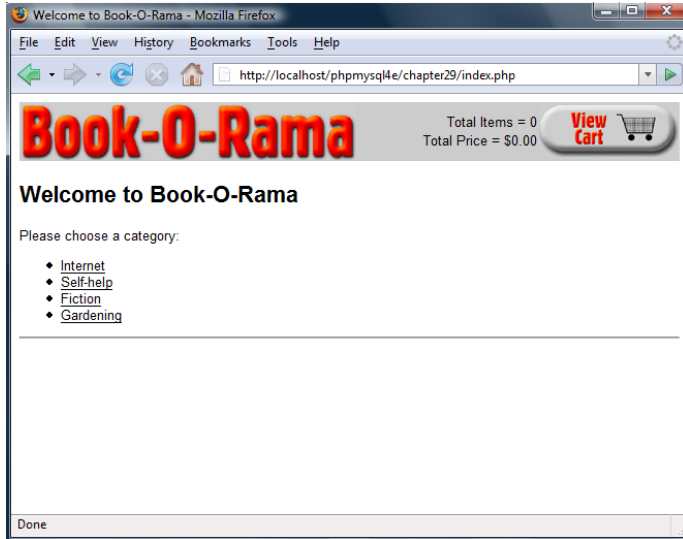 Welcome to Book-O-Rama - Mozilla Firefox
File Edit View History Bookmarks Tools Help
http://localhost/phpmysql4e/chapter29/index.php
Book-O-Rama
Total Items = 0
Total Price = $0.00
View
Cart
Welcome to Book-O-Rama
Please choose a category:
Internet
Self-help
Fiction
Gardening
Done